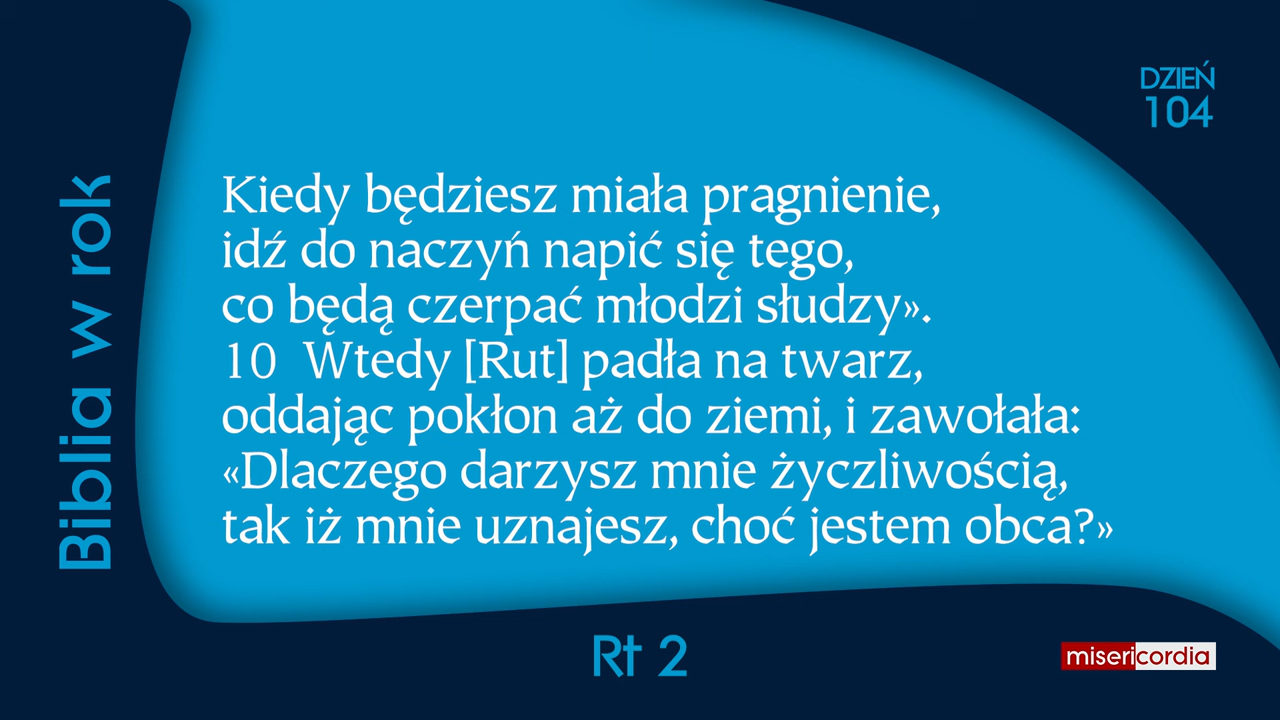 DZIEŃ
104
Biblia w rok
Kiedy będziesz miała pragnienie,
idź do naczyń napić się tego,
co będą czerpać młodzi słudzy».
10 Wtedy [Rut] padła na twarz,
oddając pokłon aż do ziemi, i zawołała:
«Dlaczego darzysz mnie życzliwością,
tak iż mnie uznajesz, choć jestem obca?»
Rt 2
misericordia